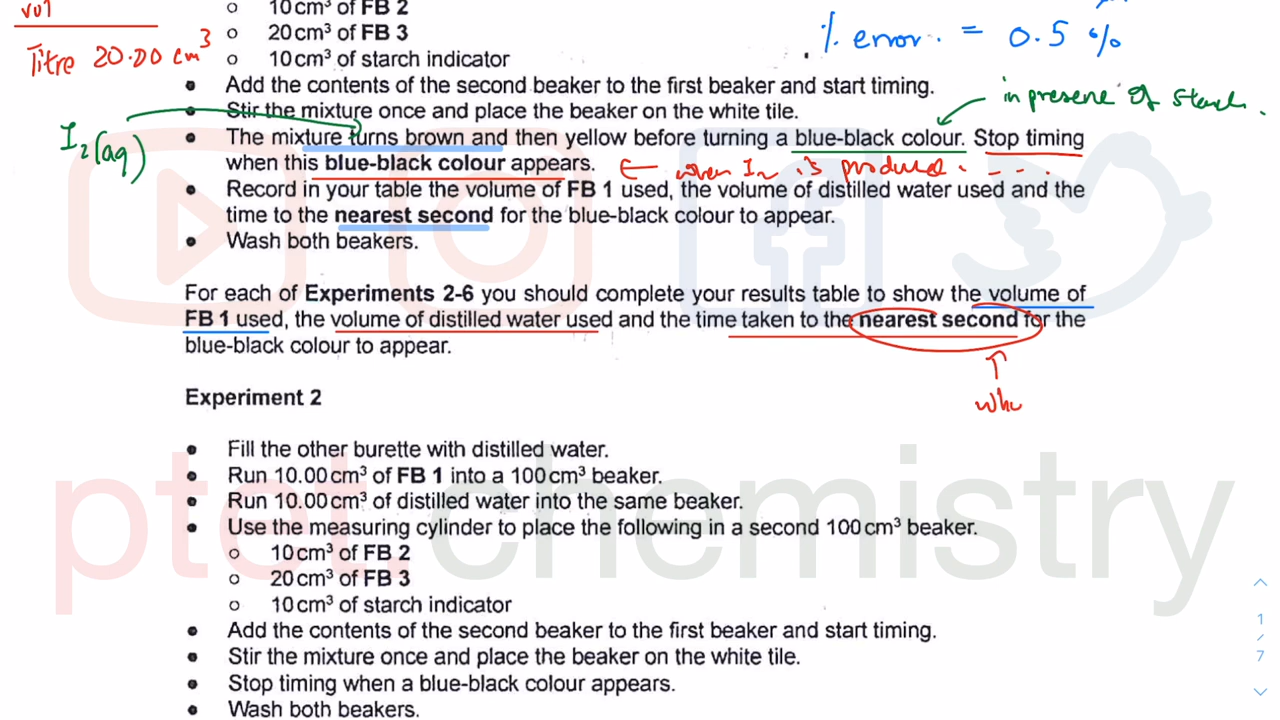 vol
10 cm³ of FB 2
Titre 20.00 cm³
o 20 cm³ of FB 3
% error. = 0.5 %
o 10 cm³ of starch indicator
• Add the contents of the second beaker to the first beaker and start timing.
in presene of starch.
• Stir the mixture once and place the beaker on the white tile.
I₂(aq)
• The mixture turns brown and then yellow before turning a blue-black colour. Stop timing
when this blue-black colour appears.
← when I₂ is produced. - - ...
• Record in your table the volume of FB 1 used, the volume of distilled water used and the
time to the nearest second for the blue-black colour to appear.
• Wash both beakers.
For each of Experiments 2-6 you should complete your results table to show the volume of
FB 1 used, the volume of distilled water used and the time taken to the nearest second for the
blue-black colour to appear.
Experiment 2
• Fill the other burette with distilled water.
• Run 10.00 cm³ of FB 1 into a 100 cm³ beaker.
• Run 10.00 cm³ of distilled water into the same beaker.
• Use the measuring cylinder to place the following in a second 100 cm³ beaker.
o 10 cm³ of FB 2
o 20 cm³ of FB 3
o 10 cm³ of starch indicator
• Add the contents of the second beaker to the first beaker and start timing.
• Stir the mixture once and place the beaker on the white tile.
• Stop timing when a blue-black colour appears.
• Wash both beakers.
chemistry
1
/
7